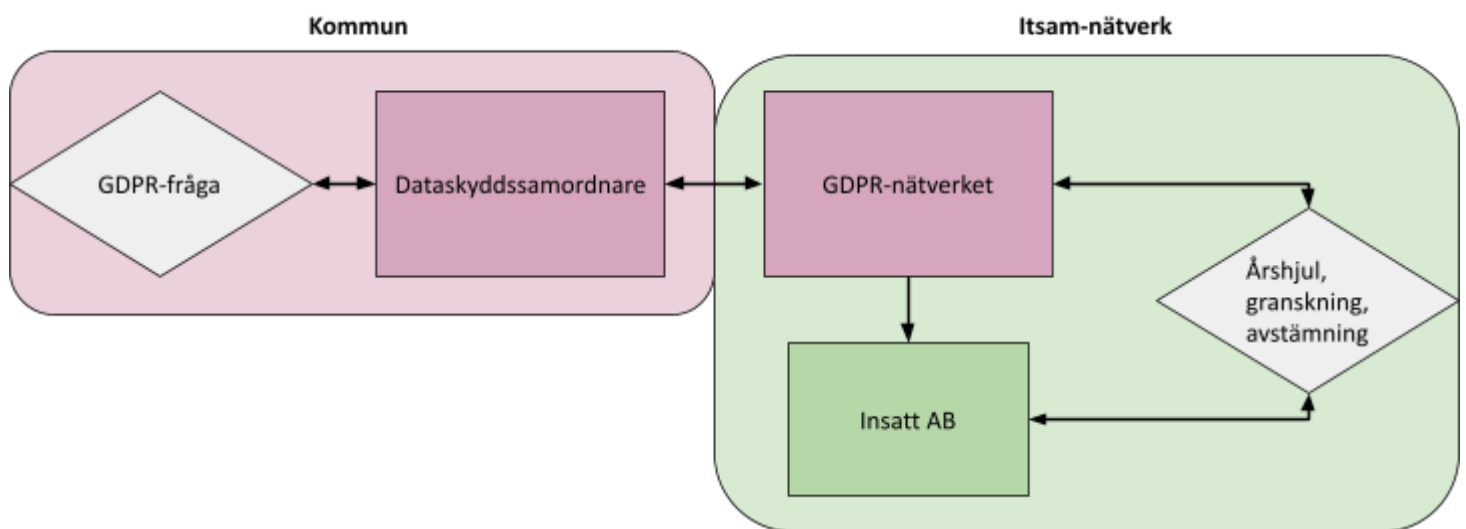 Kommun
Itsam-nätverk
GDPR-fråga
Dataskyddssamordnare
GDPR-nätverket
Årshjul,
granskning,
avstämning
Insatt AB